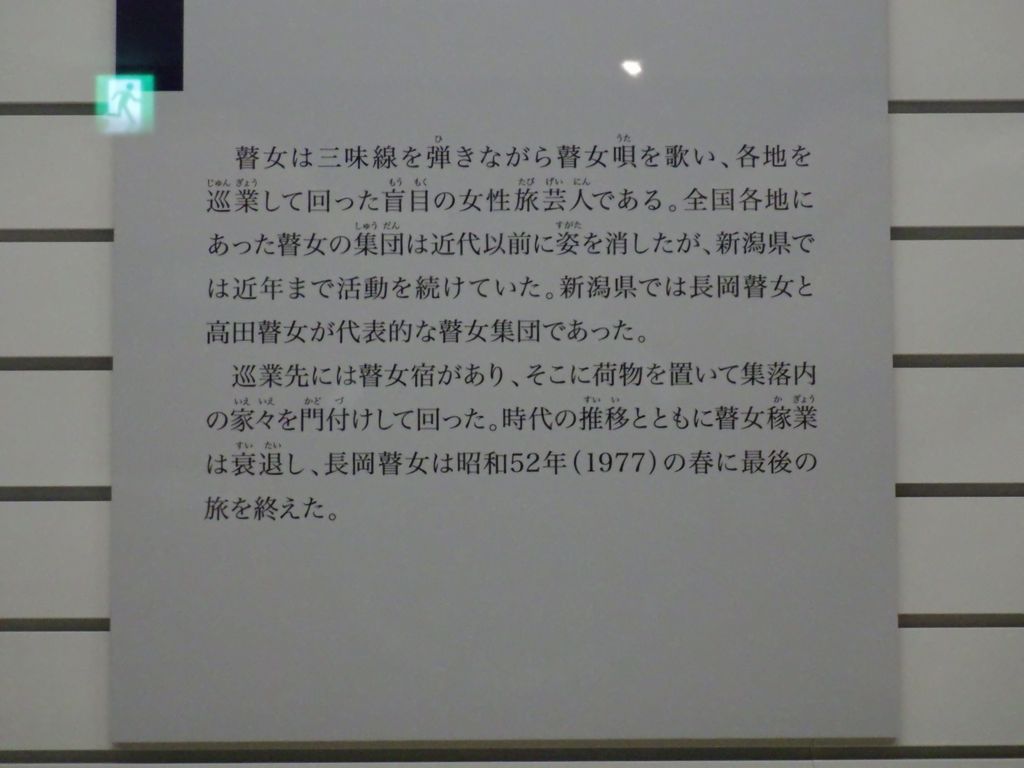 瞽女は三味線を弾きながら瞽女唄を歌い、各地を
巡業して回った盲目の女性旅芸人である。全国各地に
あった瞽女の集団は近代以前に姿を消したが、新潟県で
は近年まで活動を続けていた。新潟県では長岡瞽女と
高田瞽女が代表的な瞽女集団であった。
巡業先には瞽女宿があり、そこに荷物を置いて集落内
の家々を門付けして回った。時代の推移とともに瞽女稼業
は衰退し、長岡瞽女は昭和52年(1977)の春に最後の
旅を終えた。